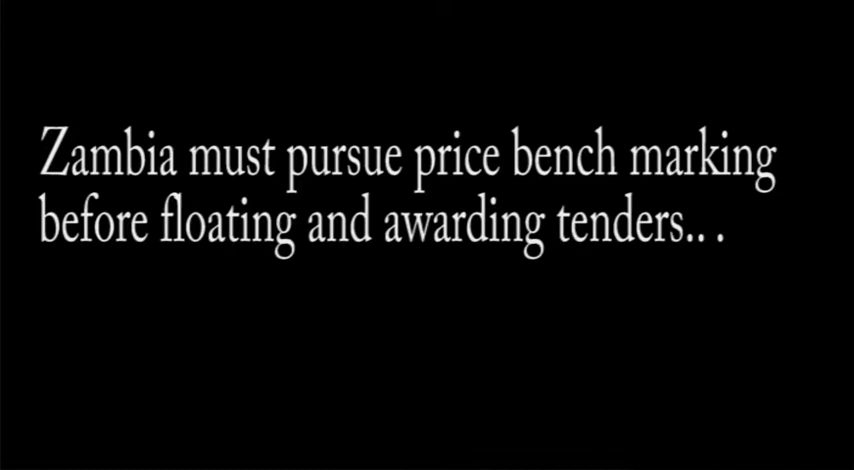 Zambia must pursue price bench marking
before floating and awarding tenders.. .